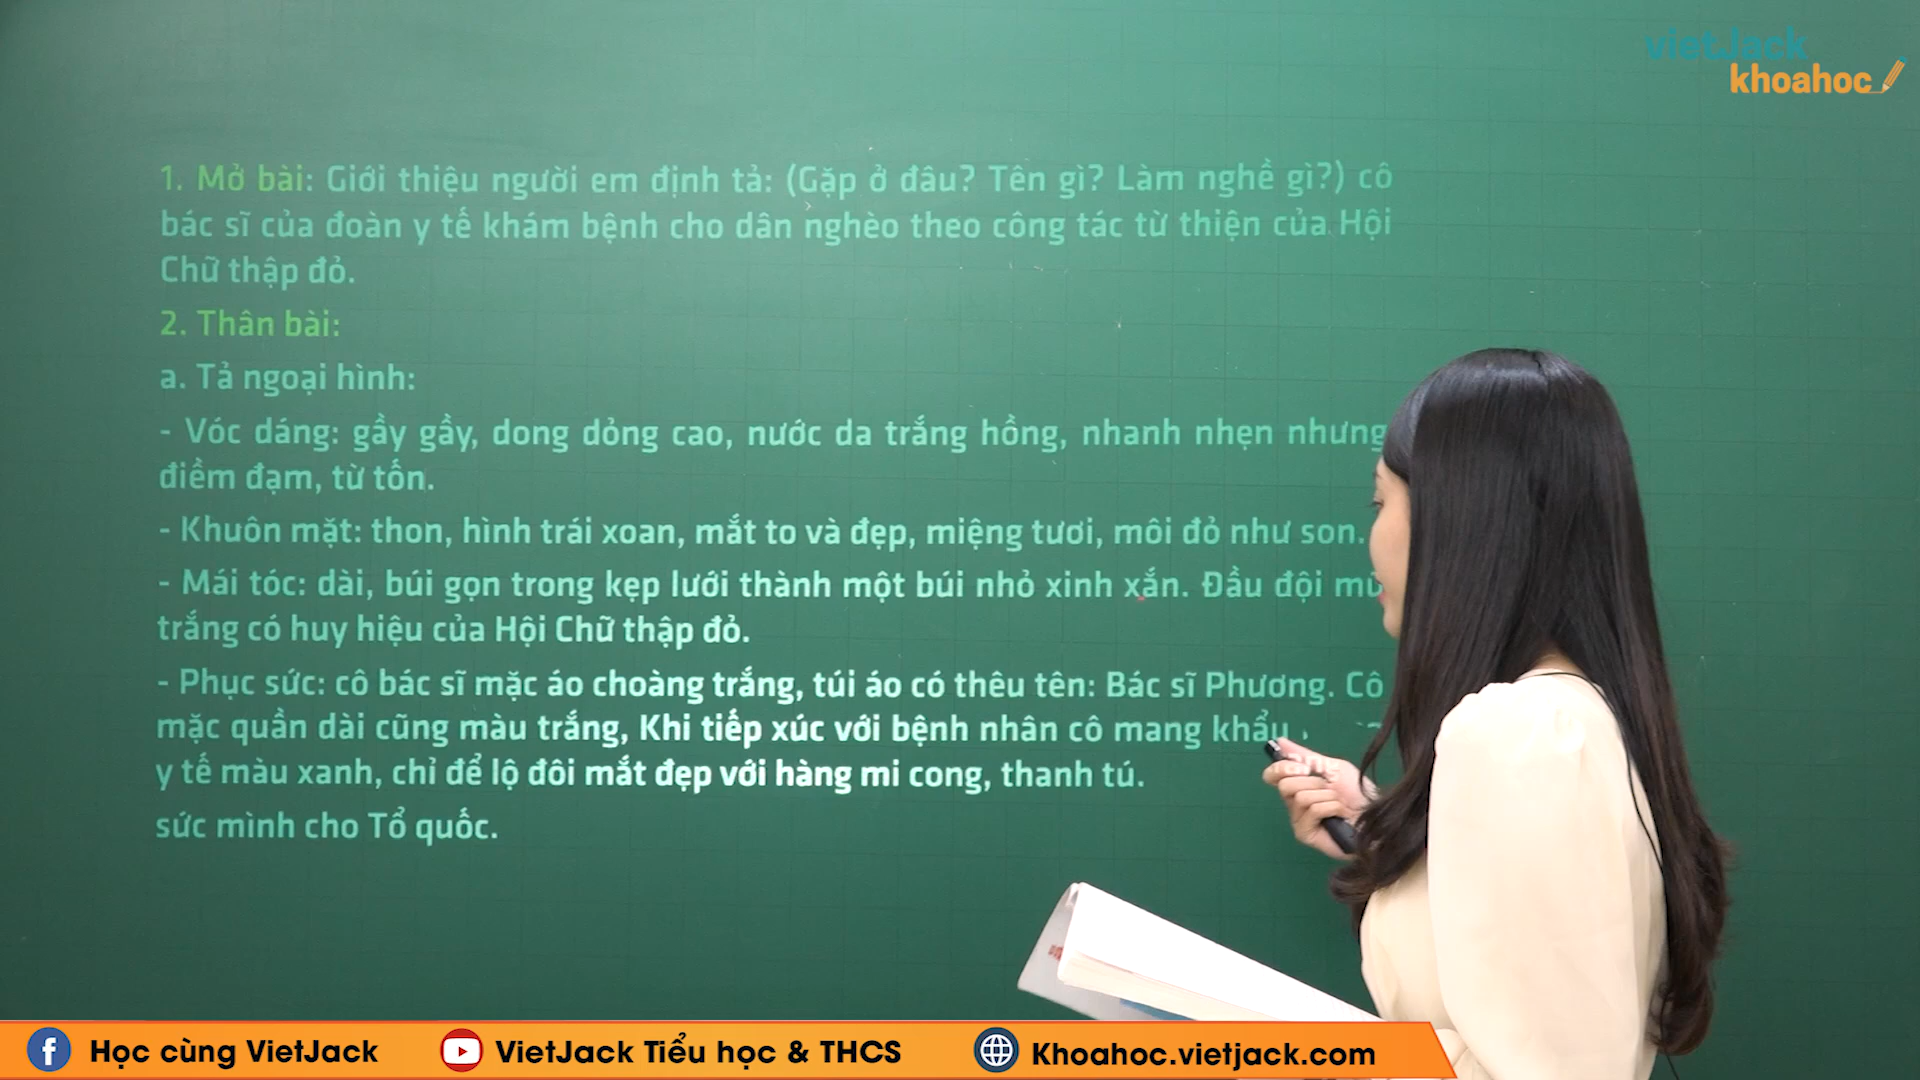 vietJack
khoahoc
1. Mở bài: Giới thiệu người em định tả: (Gặp ở đâu? Tên gì? Làm nghề gì?) cô
bác sĩ của đoàn y tế khám bệnh cho dân nghèo theo công tác từ thiện của Hội
Chữ thập đỏ.
2. Thân bài:
a. Tả ngoại hình:
- Vóc dáng: gầy gầy, dong dỏng cao, nước da trắng hồng, nhanh nhẹn nhưng
điềm đạm, từ tốn.
- Khuôn mặt: thon, hình trái xoan, mắt to và đẹp, miệng tươi, môi đỏ như son.
- Mái tóc: dài, búi gọn trong kẹp lưới thành một búi nhỏ xinh xắn. Đầu đội mũ
trắng có huy hiệu của Hội Chữ thập đỏ.
- Phục sức: cô bác sĩ mặc áo choàng trắng, túi áo có thêu tên: Bác sĩ Phương. Cô
mặc quần dài cũng màu trắng, Khi tiếp xúc với bệnh nhân cô mang khẩu
y tế màu xanh, chỉ để lộ đôi mắt đẹp với hàng mi cong, thanh tú.
sức mình cho Tổ quốc.
Học cùng VietJack
VietJack Tiểu học & THCS
Khoahoc.vietjack.com